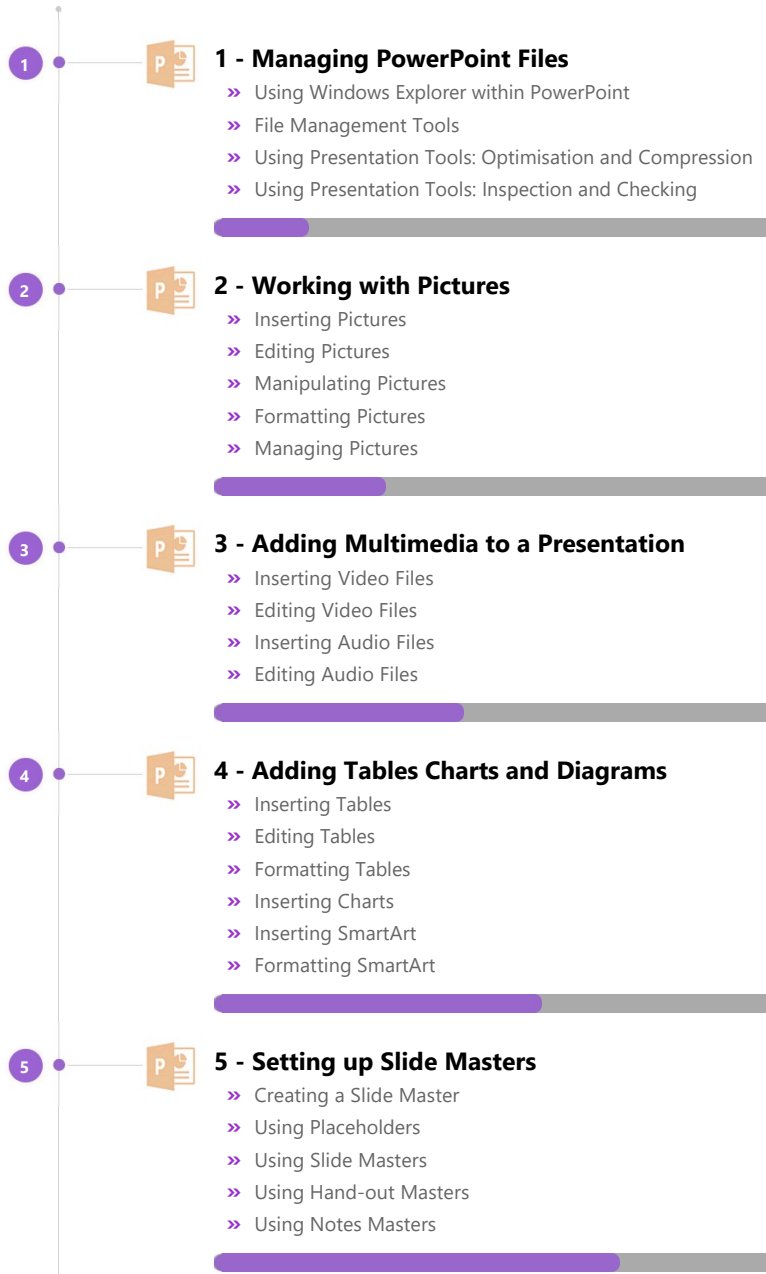 1
P
1 - Managing PowerPoint Files
» Using Windows Explorer within PowerPoint
» File Management Tools
» Using Presentation Tools: Optimisation and Compression
» Using Presentation Tools: Inspection and Checking
2
P
2 - Working with Pictures
» Inserting Pictures
» Editing Pictures
» Manipulating Pictures
» Formatting Pictures
» Managing Pictures
3
P
3 - Adding Multimedia to a Presentation
» Inserting Video Files
» Editing Video Files
» Inserting Audio Files
» Editing Audio Files
4
P
4 - Adding Tables Charts and Diagrams
» Inserting Tables
» Editing Tables
» Formatting Tables
» Inserting Charts
» Inserting SmartArt
» Formatting SmartArt
5
P
5 - Setting up Slide Masters
» Creating a Slide Master
» Using Placeholders
» Using Slide Masters
» Using Hand-out Masters
» Using Notes Masters